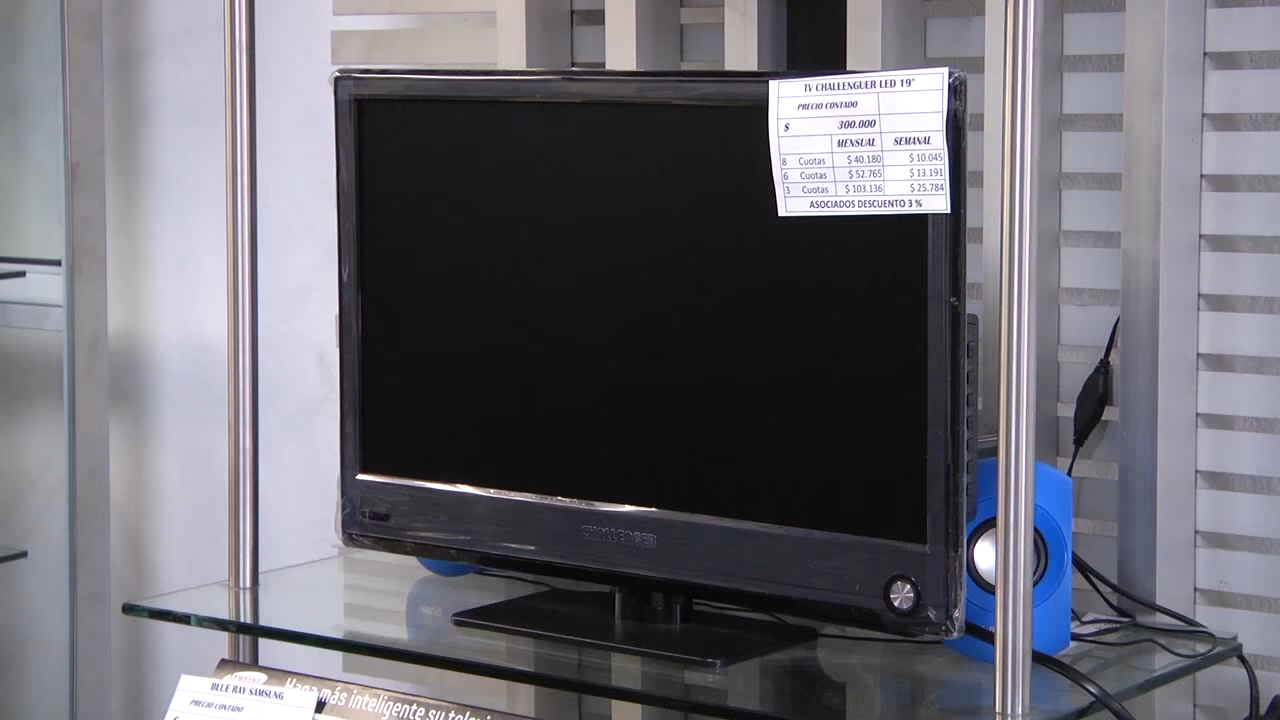 TV CHALLENGUER LED 19"
PRECIO CONTADO
$ 300.000
MENSUAL SEMANAL
8 Cuotas $ 40.180 $ 10.045
6 Cuotas $ 52.765 $ 13.191
3 Cuotas $ 103.136 $ 25.784
ASOCIADOS DESCUENTO 3 %
CHALLENGER
SAMSUNG
Haga más inteligente su televi
BLUE RAY SAMSUNG
PRECIO CONTADO